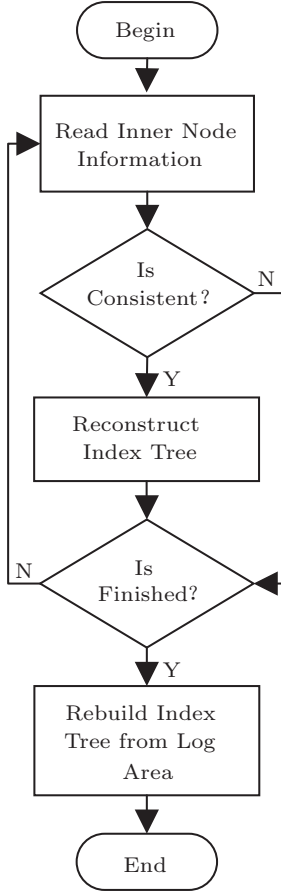 Begin
Read Inner Node
Information
Is
Consistent?
N
Y
Reconstruct
Index Tree
Is
Finished?
N
Y
Rebuild Index
Tree from Log
Area
End